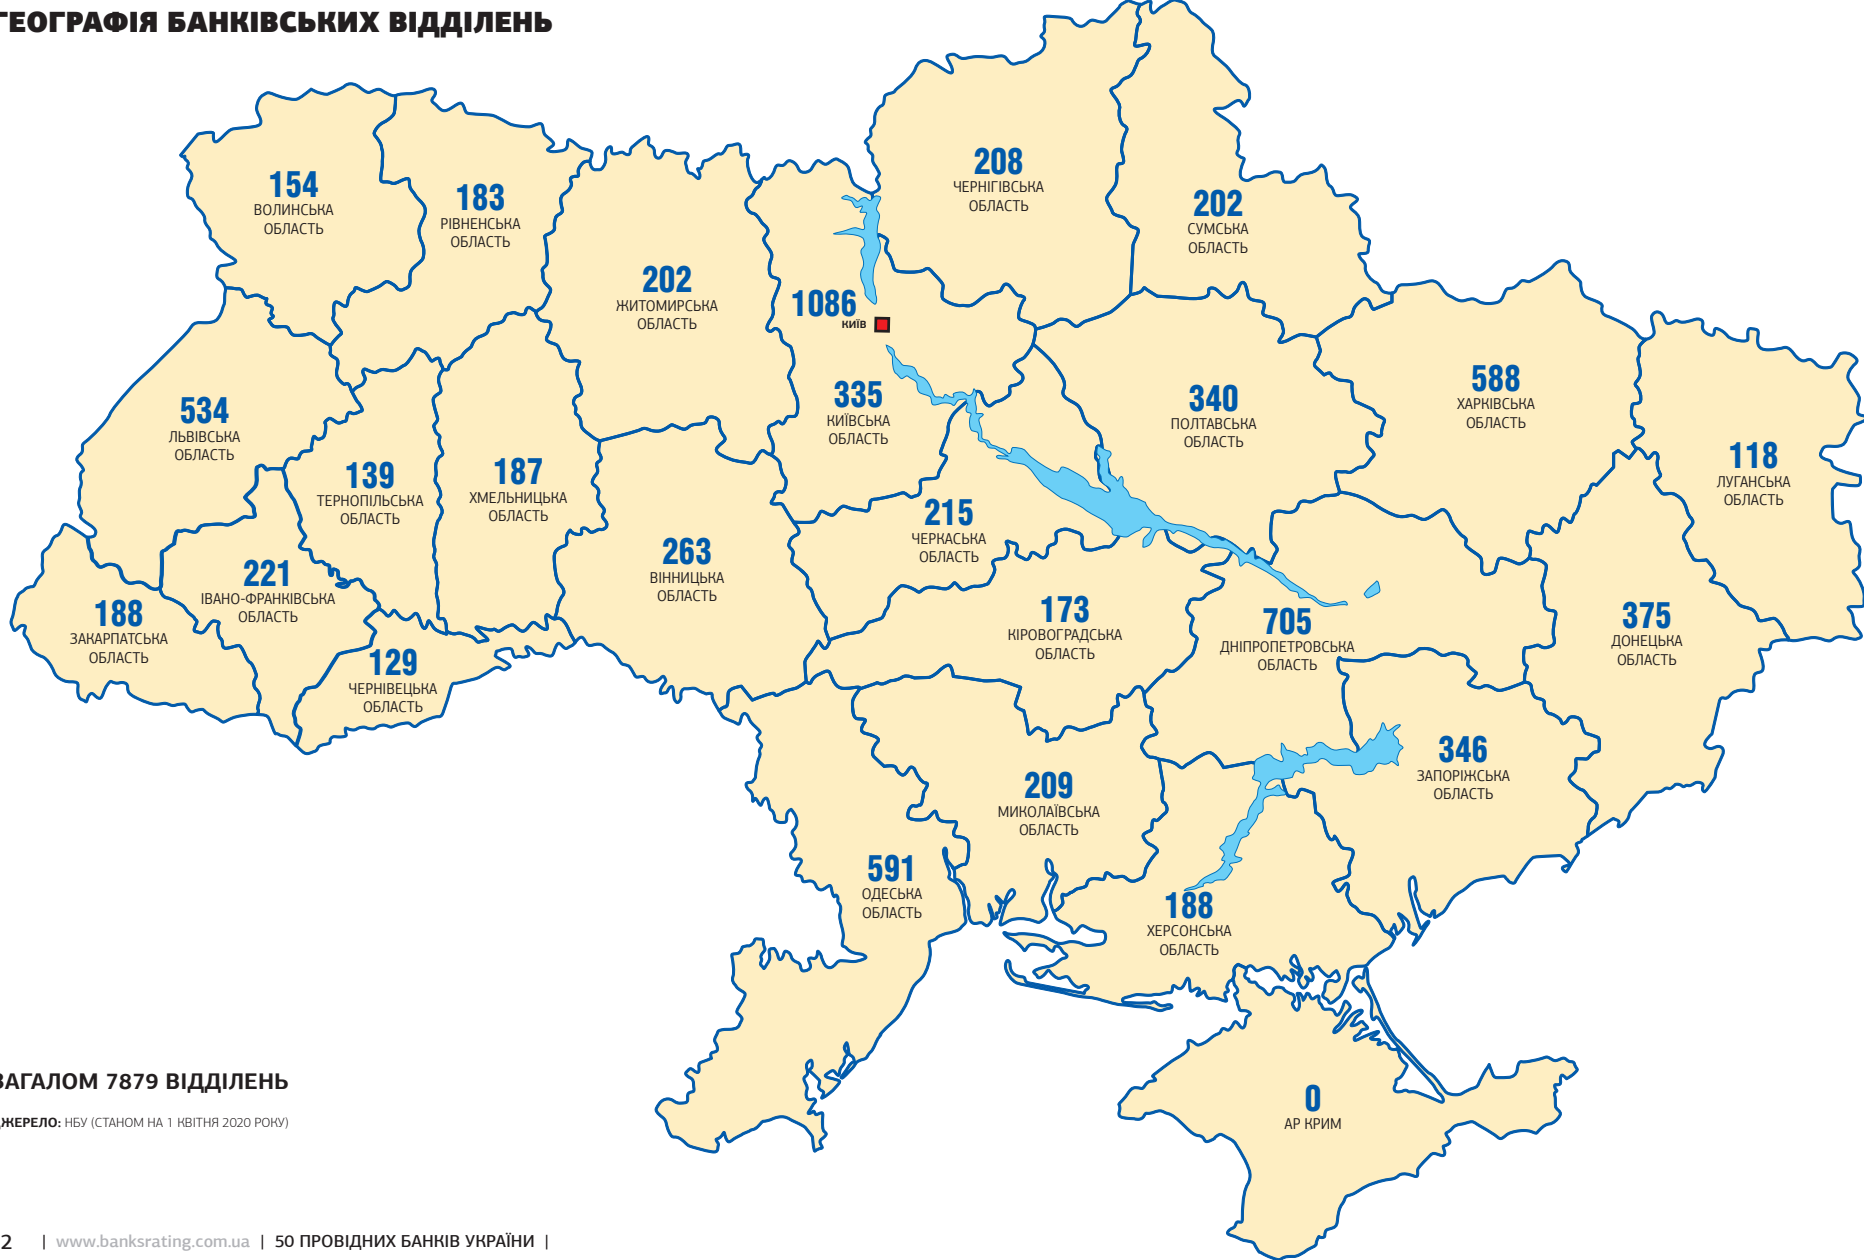 ГЕОГРАФІЯ БАНКІВСЬКИХ ВІДДІЛЕНЬ
208
ЧЕРНІГІВСЬКА
ОБЛАСТЬ
154
ВОЛИНСЬКА
ОБЛАСТЬ
183
РІВНЕНСЬКА
ОБЛАСТЬ
202
СУМСЬКА
ОБЛАСТЬ
202
ЖИТОМИРСЬКА
ОБЛАСТЬ
1086
КИЇВ
335
КИЇВСЬКА
ОБЛАСТЬ
340
ПОЛТАВСЬКА
ОБЛАСТЬ
588
ХАРКІВСЬКА
ОБЛАСТЬ
534
ЛЬВІВСЬКА
ОБЛАСТЬ
139
ТЕРНОПІЛЬСЬКА
ОБЛАСТЬ
187
ХМЕЛЬНИЦЬКА
ОБЛАСТЬ
118
ЛУГАНСЬКА
ОБЛАСТЬ
215
ЧЕРКАСЬКА
ОБЛАСТЬ
263
ВІННИЦЬКА
ОБЛАСТЬ
221
ІВАНО-ФРАНКІВСЬКА
ОБЛАСТЬ
188
ЗАКАРПАТСЬКА
ОБЛАСТЬ
173
КІРОВОГРАДСЬКА
ОБЛАСТЬ
705
ДНІПРОПЕТРОВСЬКА
ОБЛАСТЬ
375
ДОНЕЦЬКА
ОБЛАСТЬ
129
ЧЕРНІВЕЦЬКА
ОБЛАСТЬ
346
ЗАПОРІЖСЬКА
ОБЛАСТЬ
209
МИКОЛАЇВСЬКА
ОБЛАСТЬ
591
ОДЕСЬКА
ОБЛАСТЬ
188
ХЕРСОНСЬКА
ОБЛАСТЬ
0
АР КРИМ
ЗАГАЛОМ 7879 ВІДДІЛЕНЬ
ДЖЕРЕЛО: НБУ (СТАНОМ НА 1 КВІТНЯ 2020 РОКУ)
2 | www.banksrating.com.ua | 50 ПРОВІДНИХ БАНКІВ УКРАЇНИ |